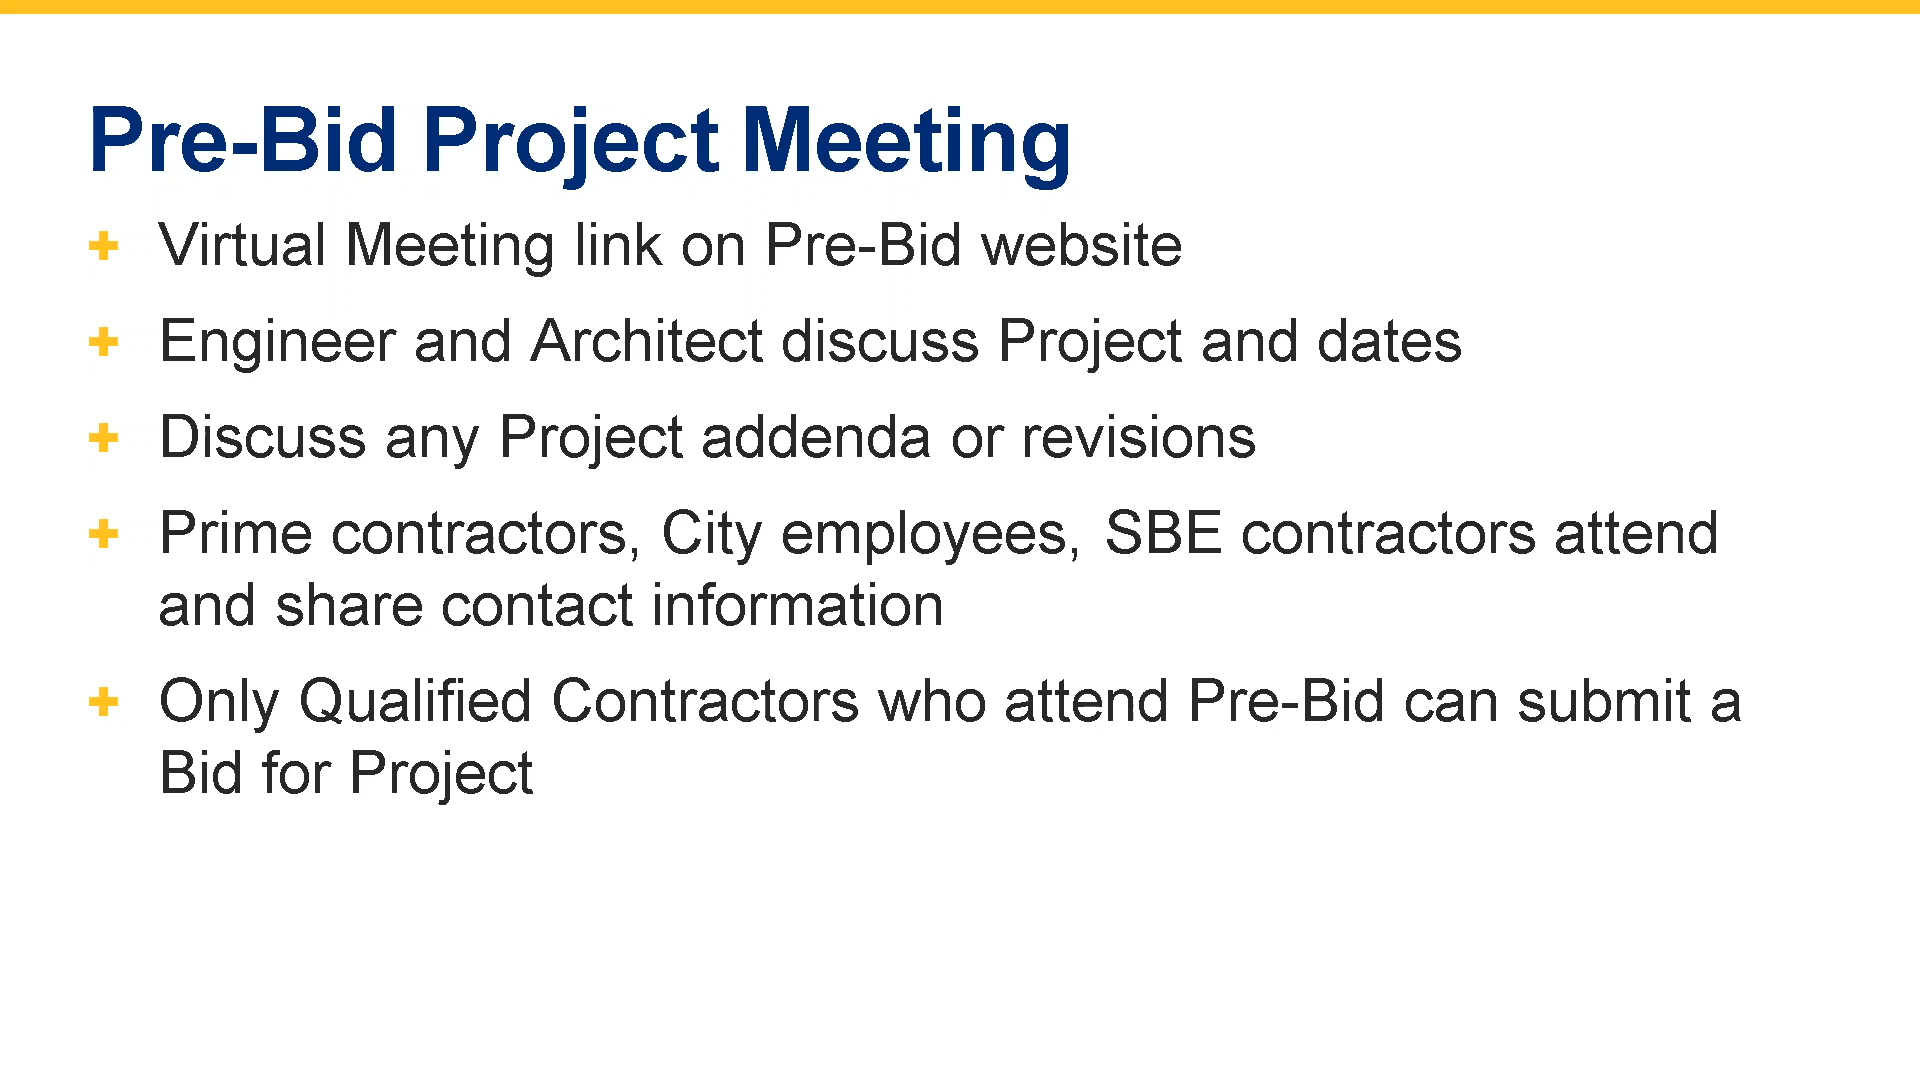 Pre-Bid Project Meeting
Virtual Meeting link on Pre-Bid website
Engineer and Architect discuss Project and dates
Discuss any Project addenda or revisions
Prime contractors, City employees, SBE contractors attend
and share contact information
Only Qualified Contractors who attend Pre-Bid can submit a
Bid for Project